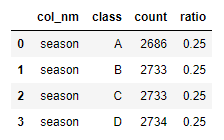 col_nm class count ratio
0 season A 2686 0.25
1 season B 2733 0.25
2 season C 2733 0.25
3 season D 2734 0.25